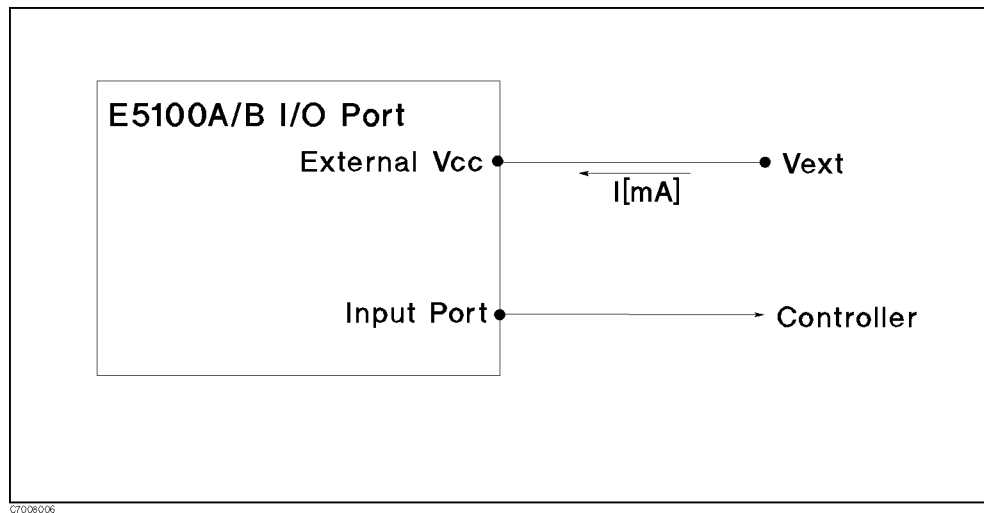 E5100A/B I/O Port
External Vcc
Vext
I[mA]
Input Port
Controller
C7008006